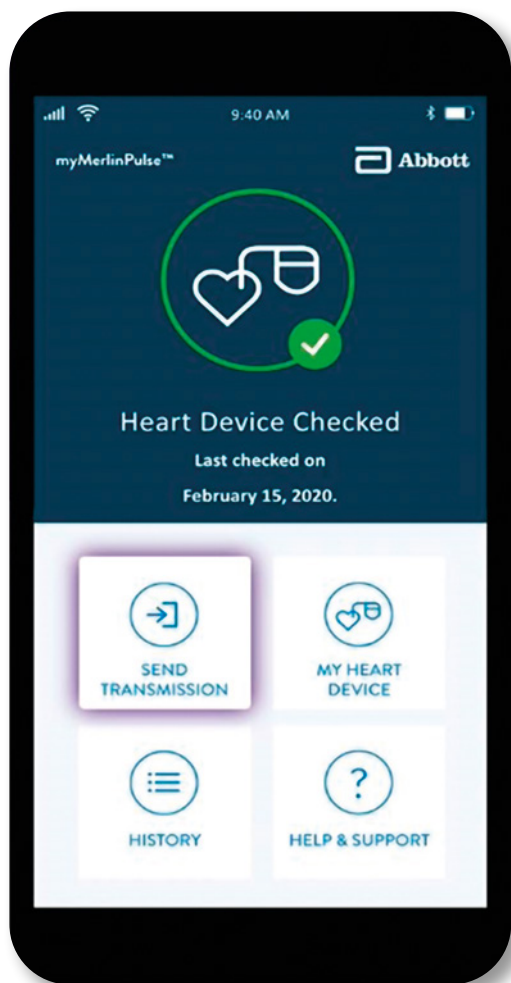 9:40 AM
myMerlinPulse™
Abbott
Heart Device Checked
Last checked on
February 15, 2020.
SEND
TRANSMISSION
MY HEART
DEVICE
HISTORY
?
HELP & SUPPORT